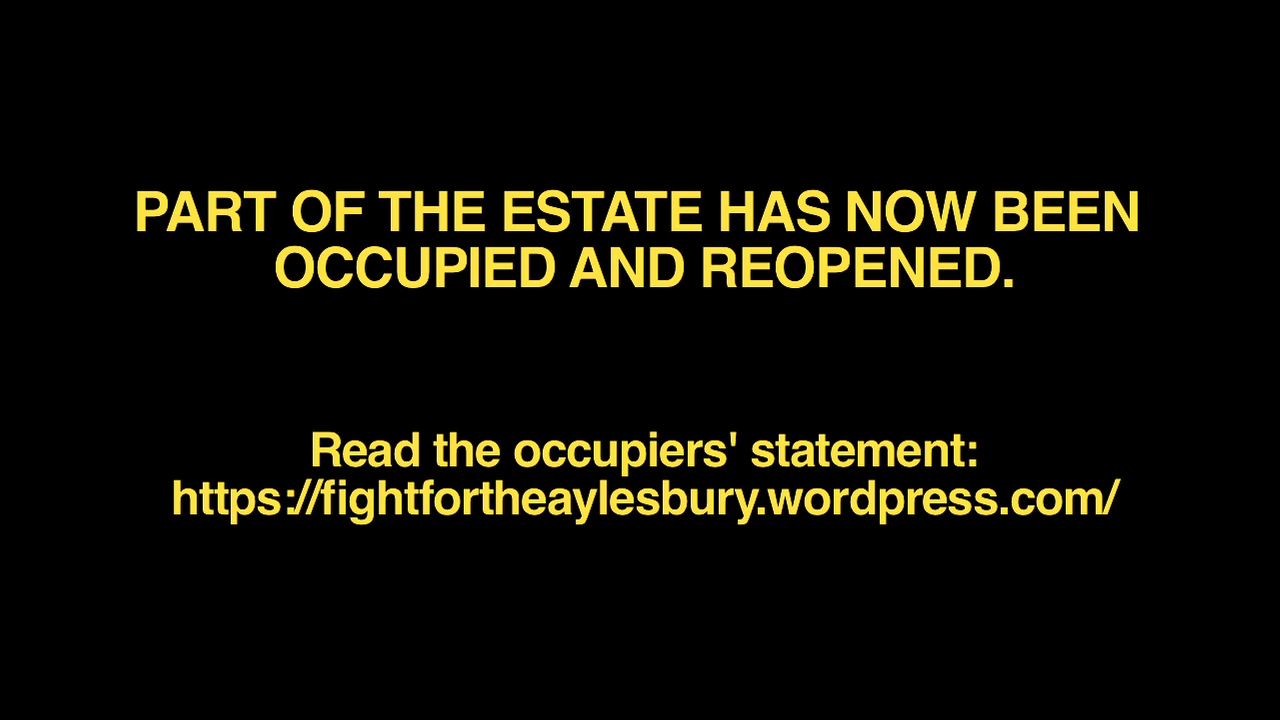 PART OF THE ESTATE HAS NOW BEEN
OCCUPIED AND REOPENED.
Read the occupiers' statement:
https://fightfortheaylesbury.wordpress.com/